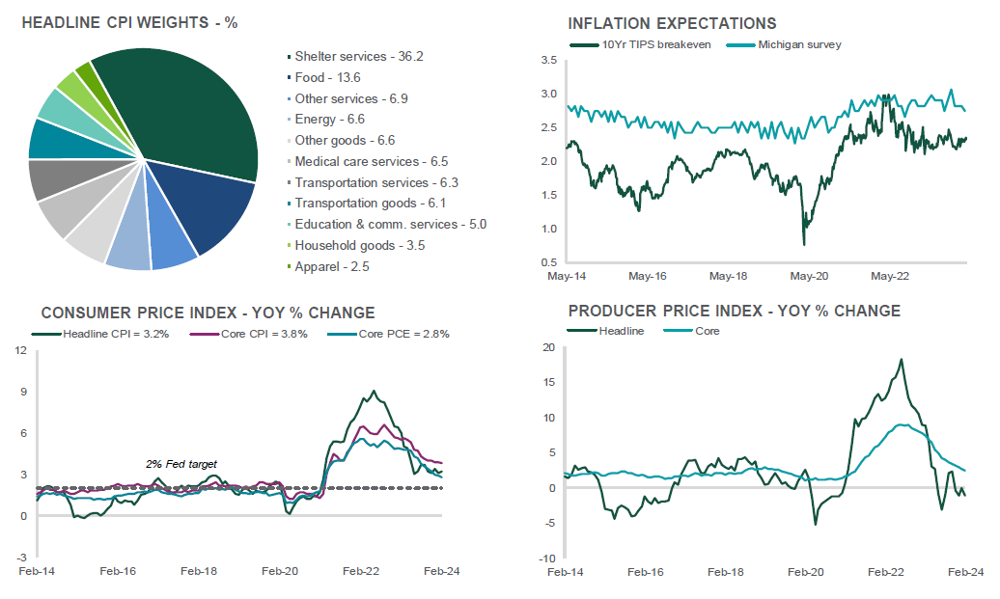 HEADLINE CPI WEIGHTS - %
Shelter services - 36.2
Food - 13.6
Other services - 6.9
Energy - 6.6
Other goods - 6.6
Medical care services - 6.5
Transportation services - 6.3
Transportation goods - 6.1
Education & comm. services - 5.0
Household goods - 3.5
Apparel - 2.5
INFLATION EXPECTATIONS
10Yr TIPS breakeven Michigan survey
3.5
3.0
2.5
2.0
1.5
1.0
0.5
May-14 May-16 May-18 May-20 May-22
CONSUMER PRICE INDEX - YOY % CHANGE
Headline CPI = 3.2% Core CPI = 3.8% Core PCE = 2.8%
12
9
6
2% Fed target
3
0
-3
Feb-14 Feb-16 Feb-18 Feb-20 Feb-22 Feb-24
PRODUCER PRICE INDEX - YOY % CHANGE
Headline Core
20
15
10
5
0
-5
-10
Feb-14 Feb-16 Feb-18 Feb-20 Feb-22 Feb-24